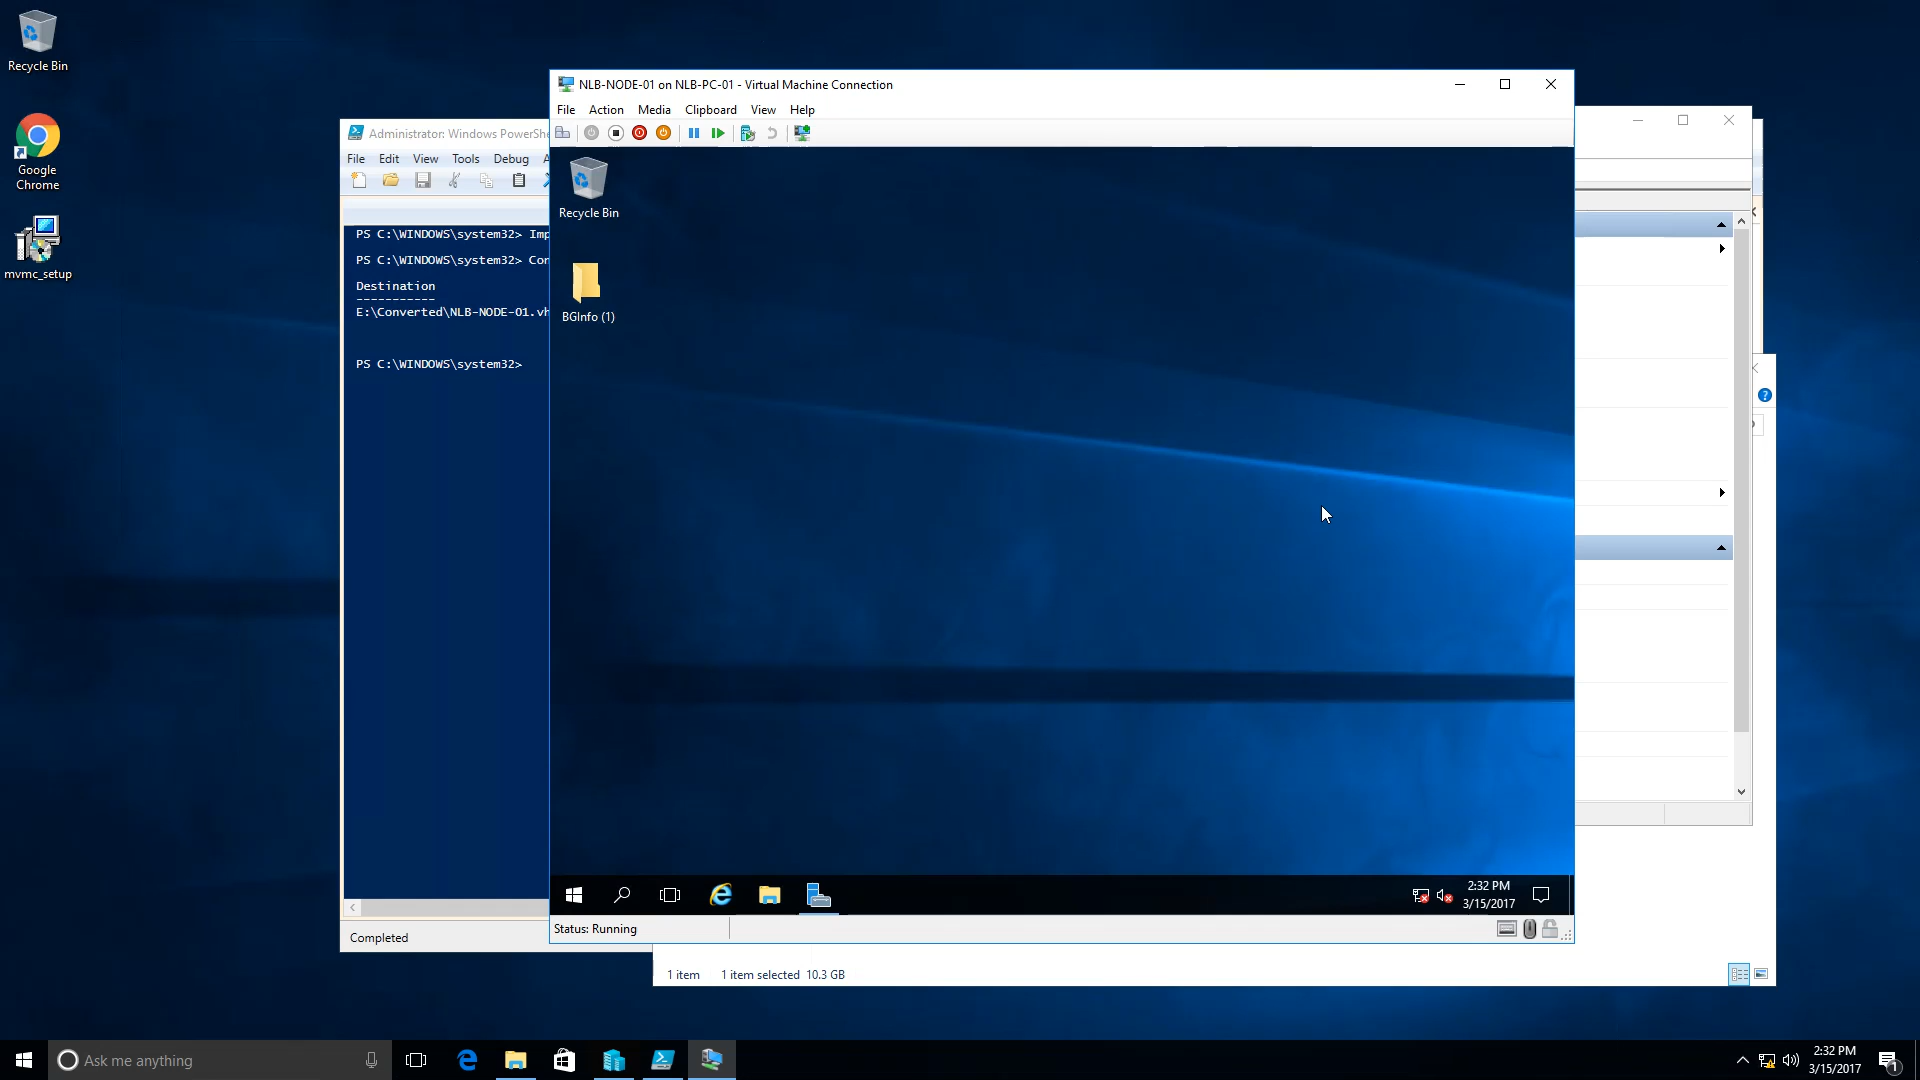 Recycle Bin
Google
Chrome
mvmc_setup
Administrator: Windows PowerShe
File Edit View Tools Debug A
PS C:\WINDOWS\system32> Imp
PS C:\WINDOWS\system32> Con
Destination
-----------
E:\Converted\NLB-NODE-01.vh
PS C:\WINDOWS\system32>
Completed
NLB-NODE-01 on NLB-PC-01 - Virtual Machine Connection
File Action Media Clipboard View Help
Recycle Bin
BGInfo (1)
2:32 PM
3/15/2017
Status: Running
1 item 1 item selected 10.3 GB
Ask me anything
2:32 PM
3/15/2017
1